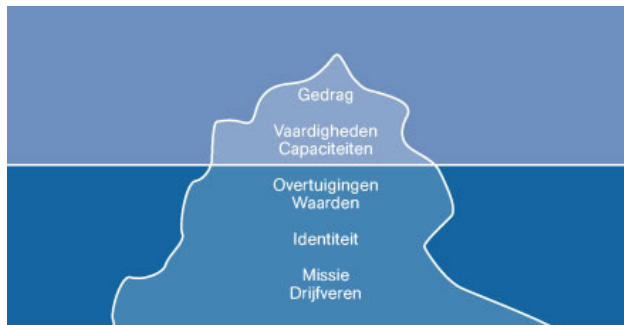 Gedrag
Vaardigheden
Capaciteiten
Overtuigingen
Waarden
Identiteit
Missie
Drijfveren